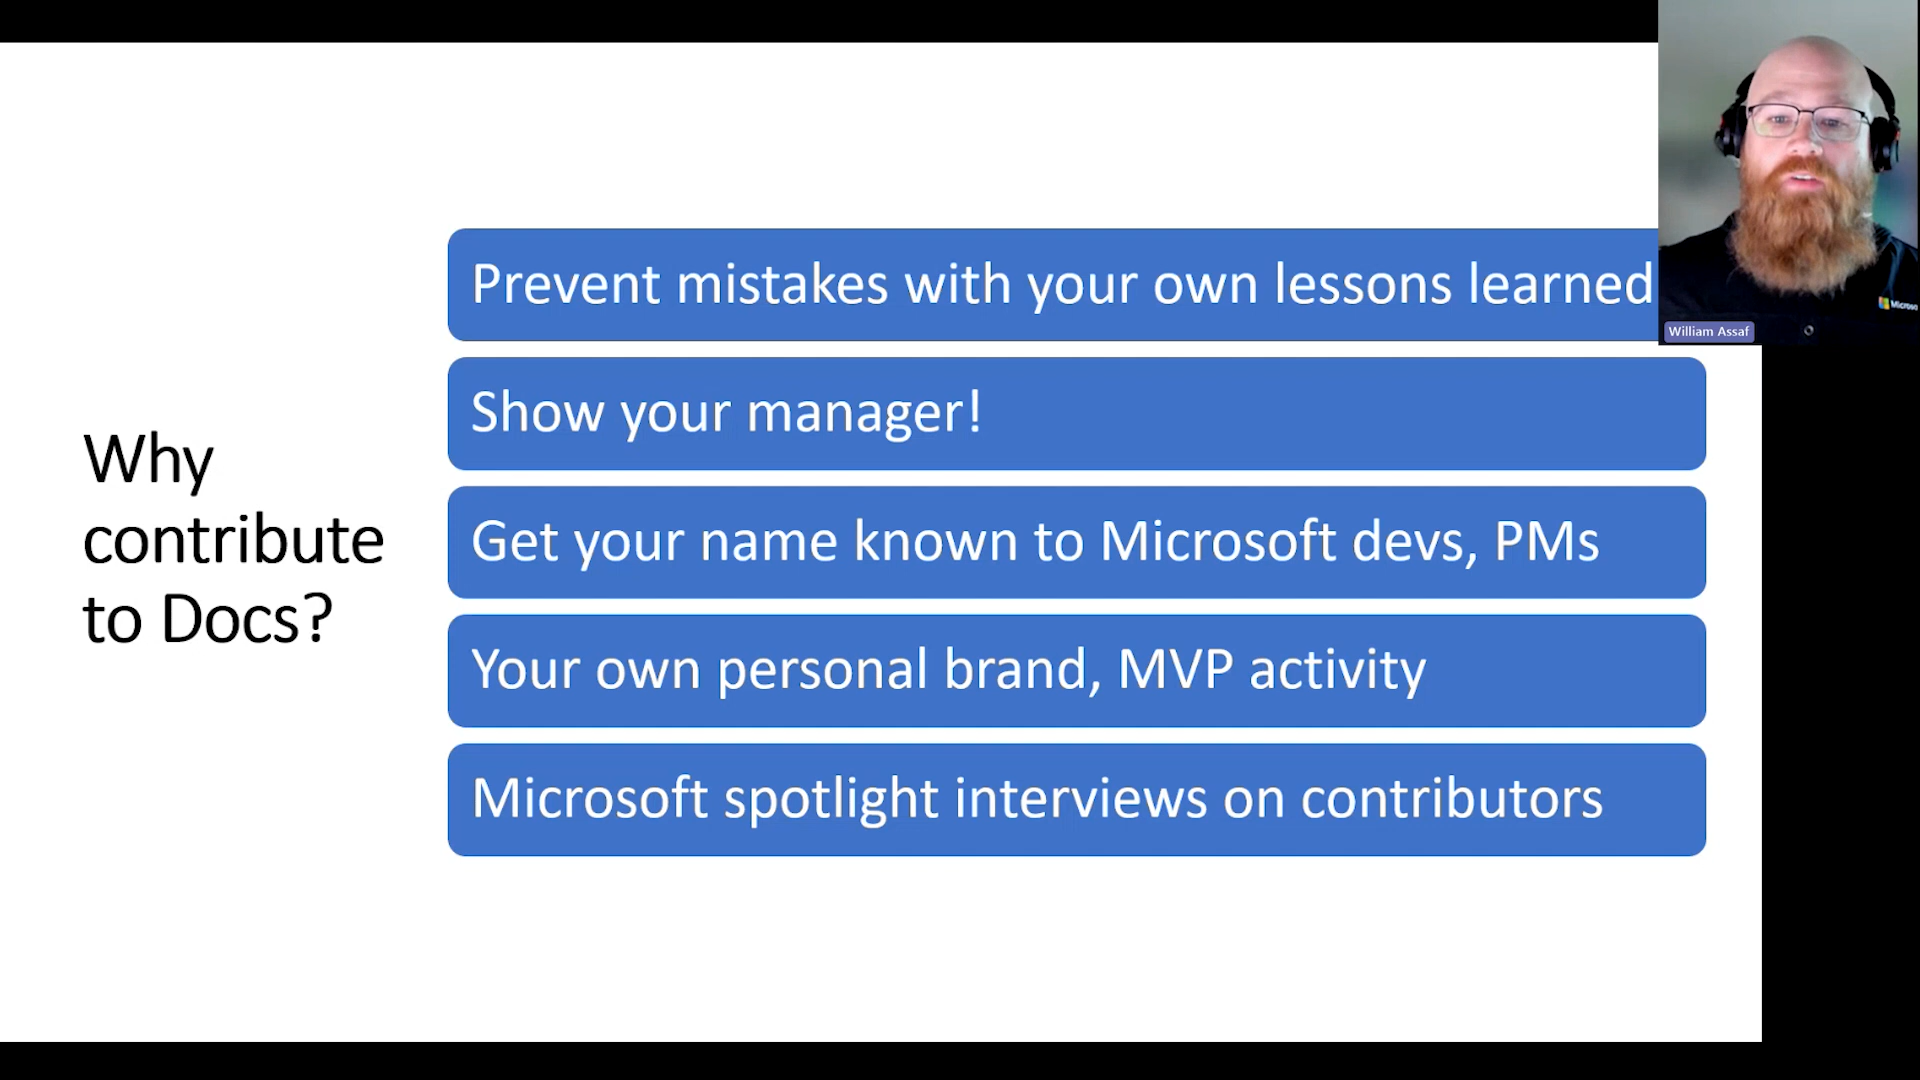 Why
contribute
to Docs?
Prevent mistakes with your own lessons learned
Show your manager!
Get your name known to Microsoft devs, PMs
Your own personal brand, MVP activity
Microsoft spotlight interviews on contributors
William Assaf